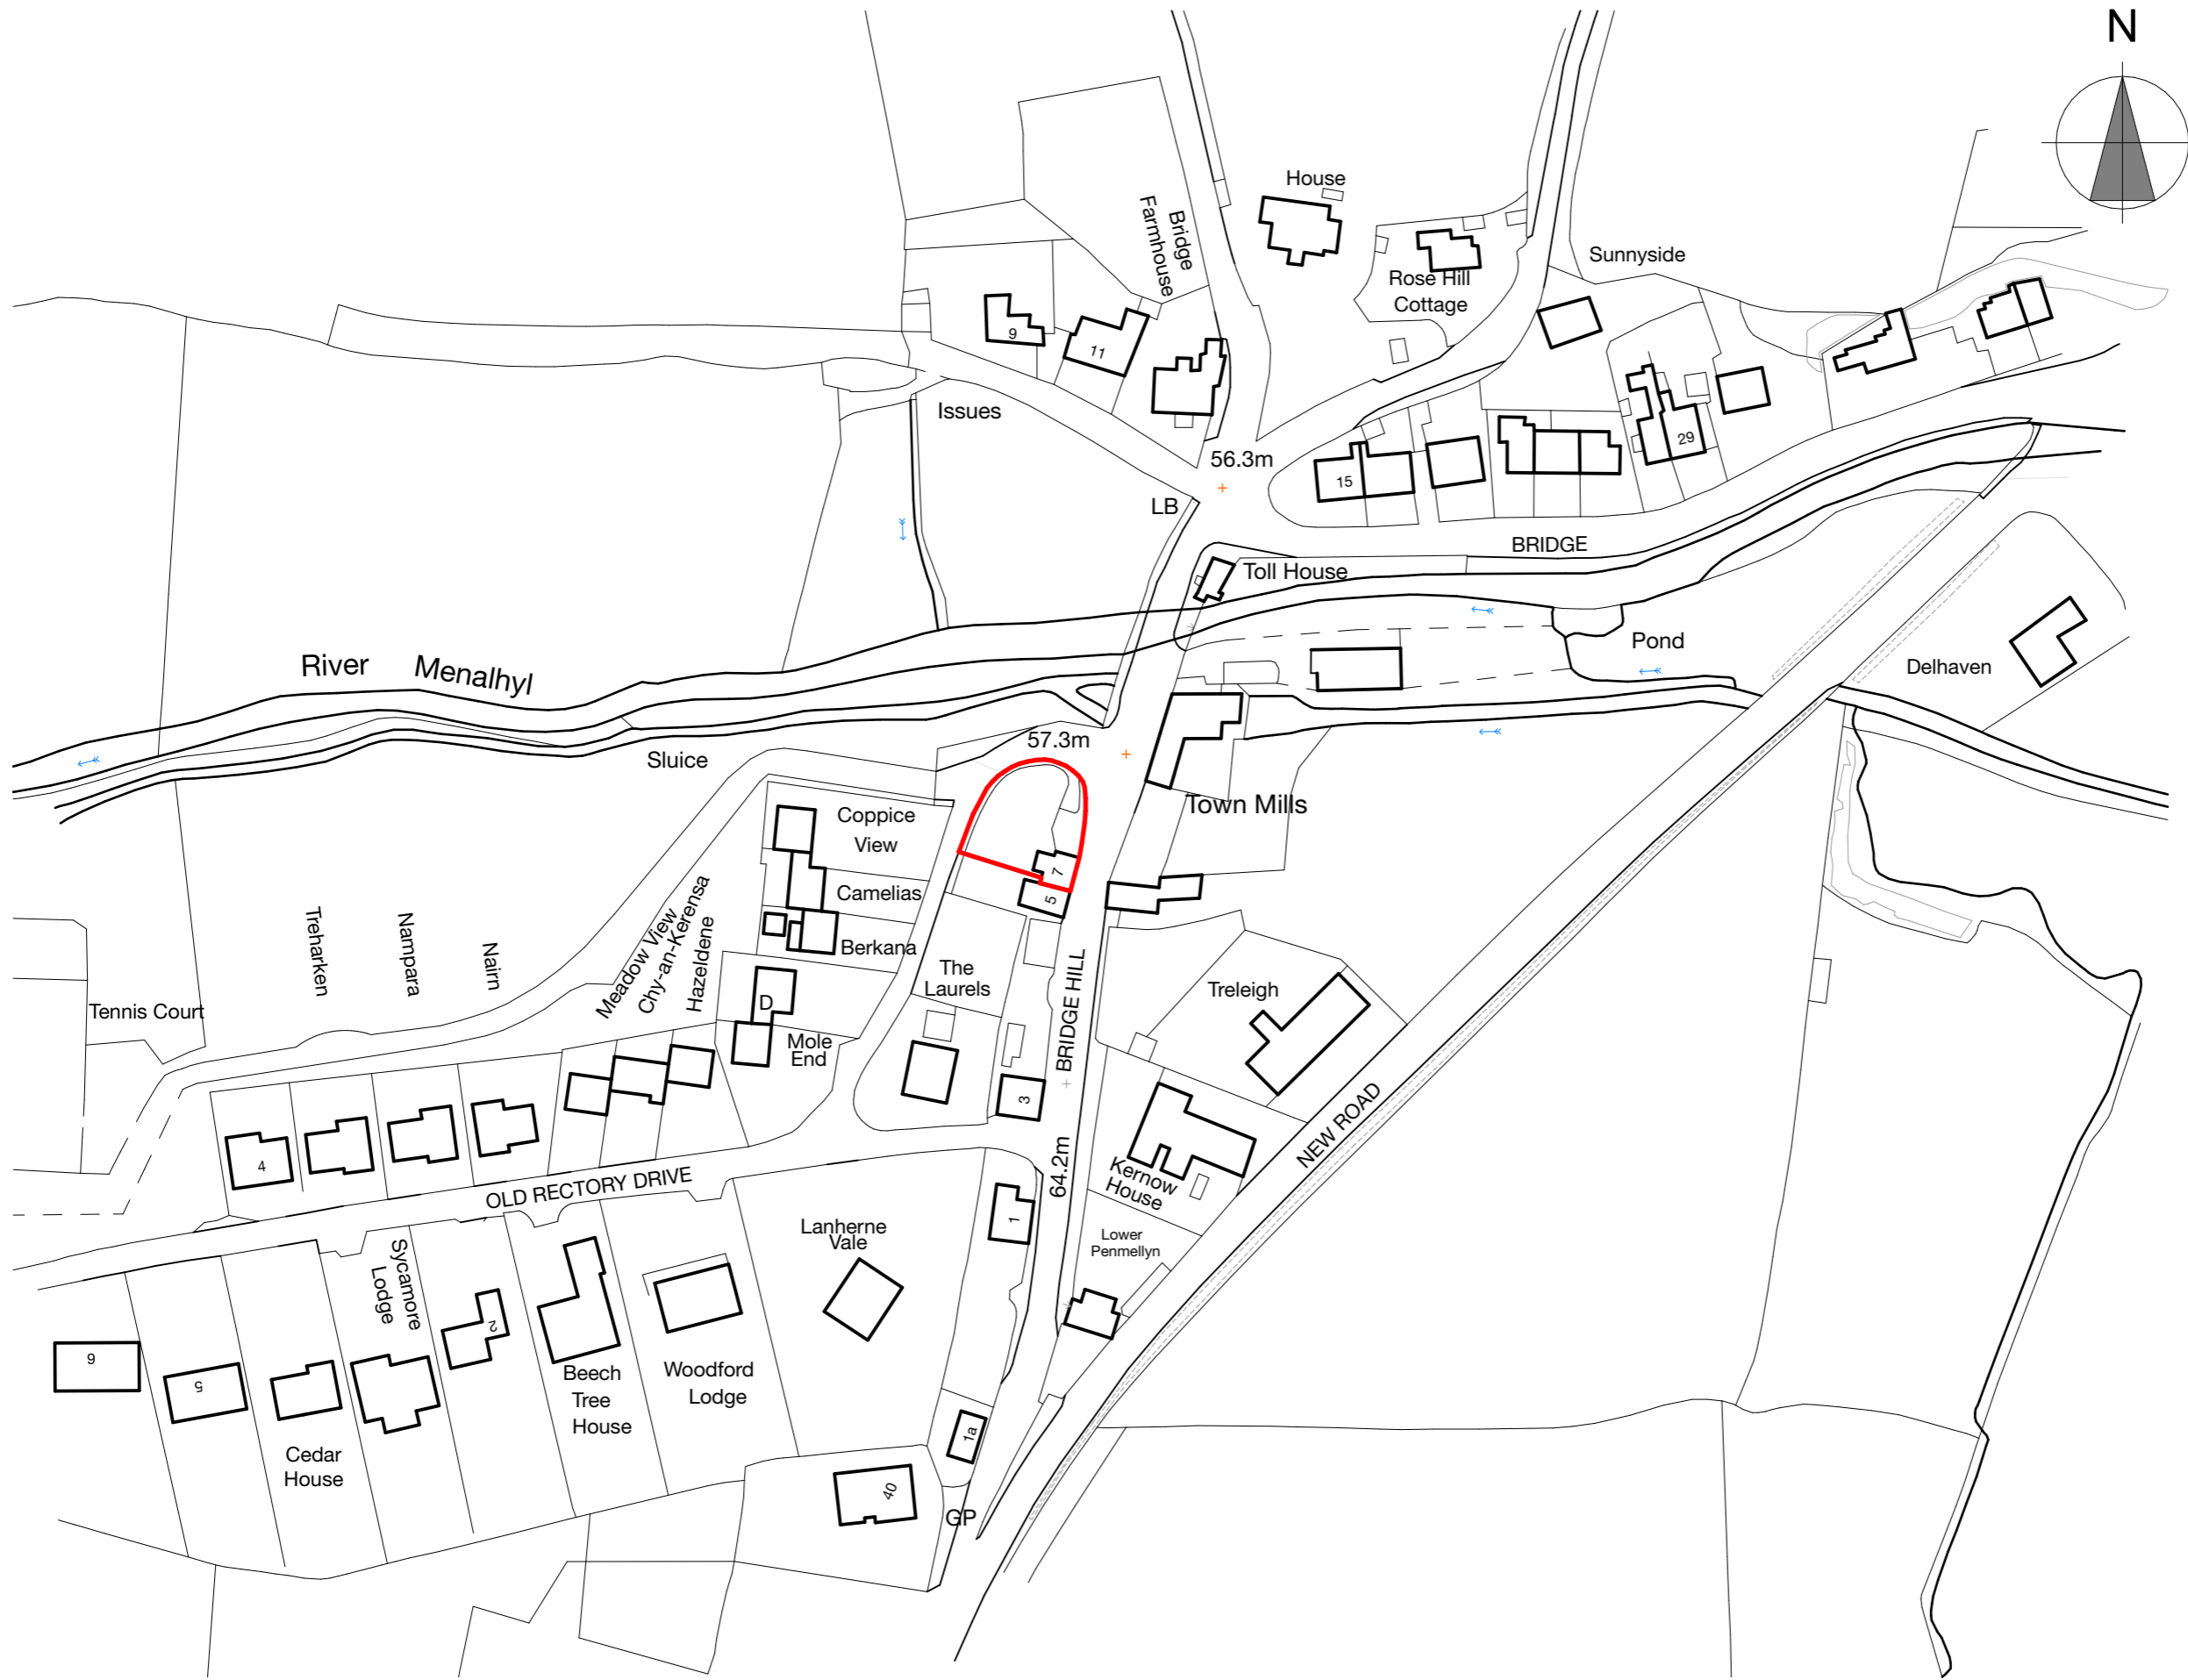 N
House
Bridge
Farmhouse
Sunnyside
Rose Hill
Cottage
9
11
Issues
56.3m
15
29
LB
BRIDGE
Toll House
River Menalhyl
Pond
Delhaven
Sluice
57.3m
Town Mills
Coppice
View
Camelias
Berkana
7
5
Treharken
Nampara
Nairn
Meadow View
Chy-an-Kerensa
Hazeldene
The
Laurels
Tennis Court
D
Mole
End
BRIDGE HILL
Treleigh
3
NEW ROAD
4
64.2m
Kernow
House
OLD RECTORY DRIVE
1
Lanherne
Vale
Lower
Penmellyn
Sycamore
Lodge
2
6
5
Beech
Tree
House
Woodford
Lodge
Cedar
House
1a
40
GP